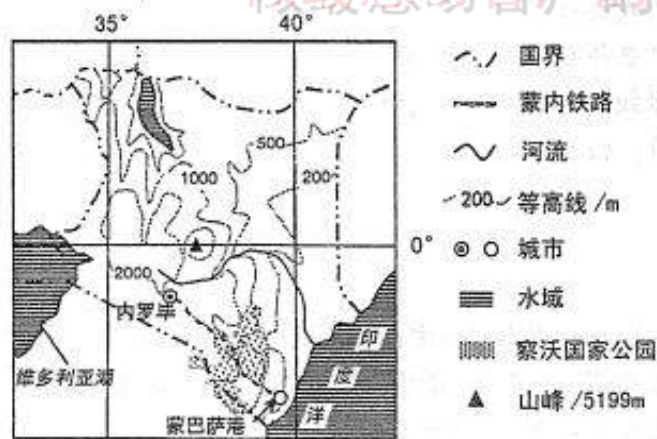 35° 40°
国界
蒙内铁路
500
河流
1000
200
200 等高线 /m
0°
城市
2000
内罗毕
水域
印
察沃国家公园
维多利亚湖
度
山峰 /5199m
蒙巴萨港
洋